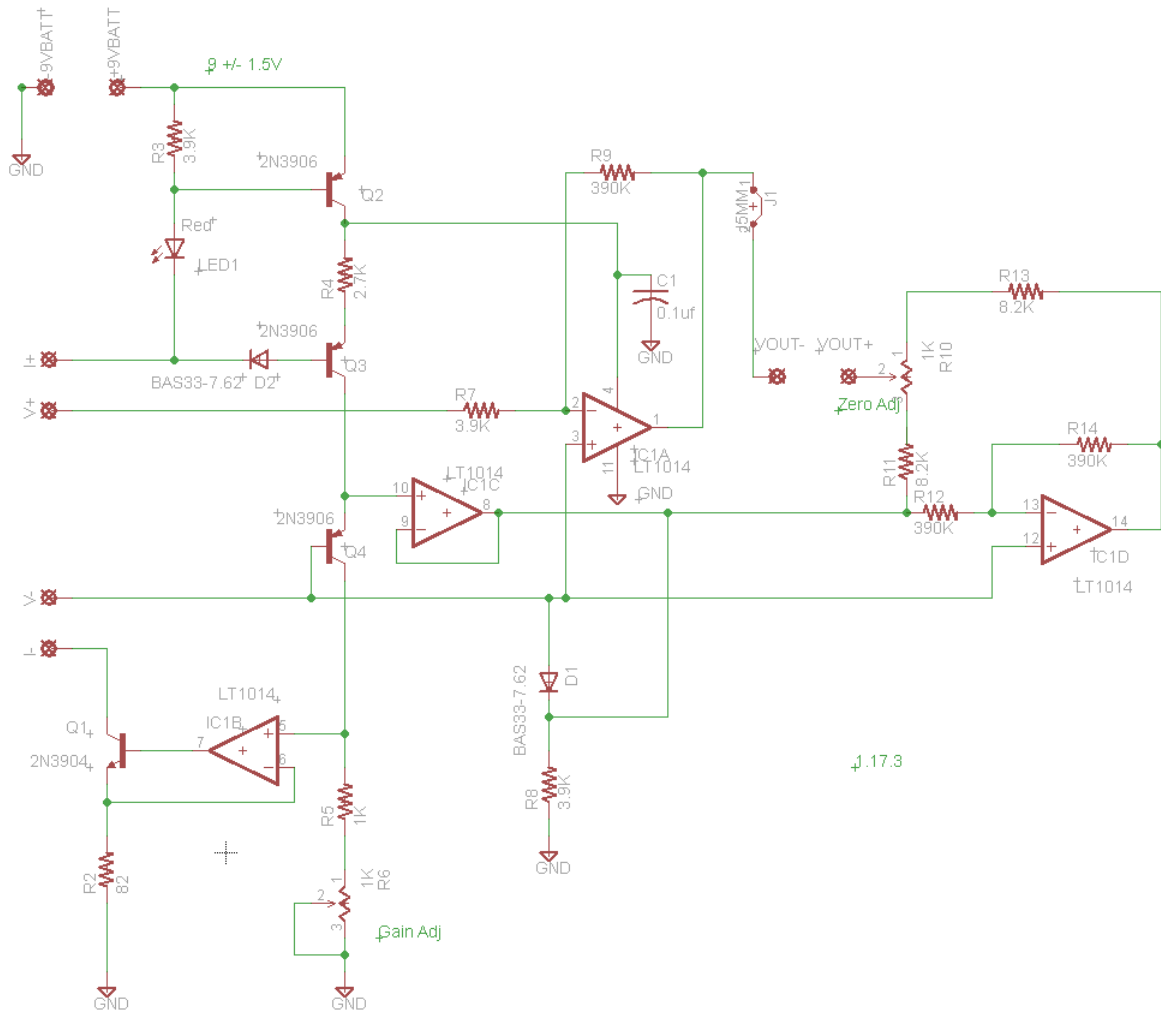 -9VBATT
+9VBATT
9 +/- 1.5V
GND
R3
3.9K
2N3906
Q2
Red
LED1
R4
2.7K
2N3906
Q3
I+
BAS33-7.62
D2
V+
R7
3.9K
R9
390K
C1
0.1uf
GND
J1
1
4
2
3
1
11
IC1A
LT1014
GND
VOUT-
VOUT+
R13
8.2K
1
2
3
1K
R10
Zero Adj
R11
8.2K
R12
390K
R14
390K
13
12
14
IC1D
LT1014
LT1014
IC1C
10
9
8
2N3906
Q4
V-
I-
LT1014
IC1B
5
6
7
Q1
2N3904
BAS33-7.62
D1
R8
3.9K
GND
1.17.3
R5
1K
R2
82
1
2
3
1K
R6
Gain Adj
GND
GND